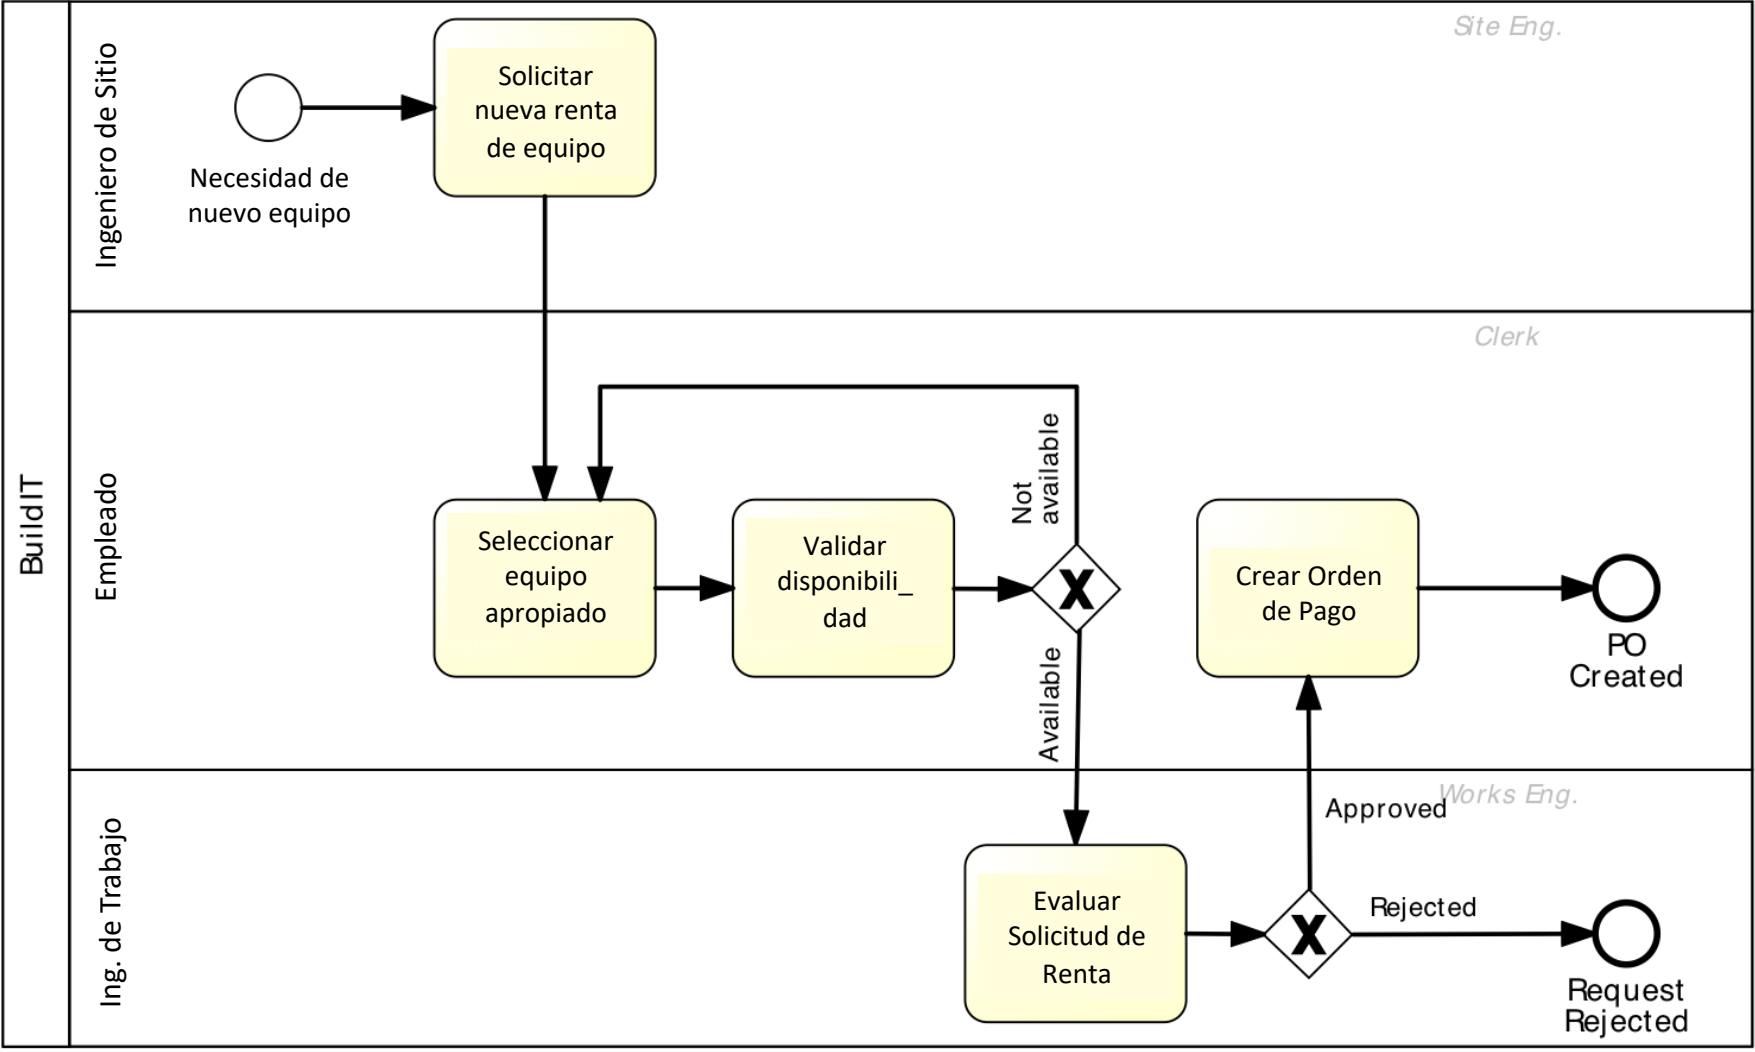 BuildIT
Ingeniero de Sitio
Site Eng.
Solicitar
nueva renta
de equipo
Necesidad de
nuevo equipo
Empleado
Clerk
Seleccionar
equipo
apropiado
Validar
disponibili_
dad
Not
available
Available
Crear Orden
de Pago
PO
Created
Ing. de Trabajo
Works Eng.
Approved
Evaluar
Solicitud de
Renta
X
X
Rejected
Request
Rejected